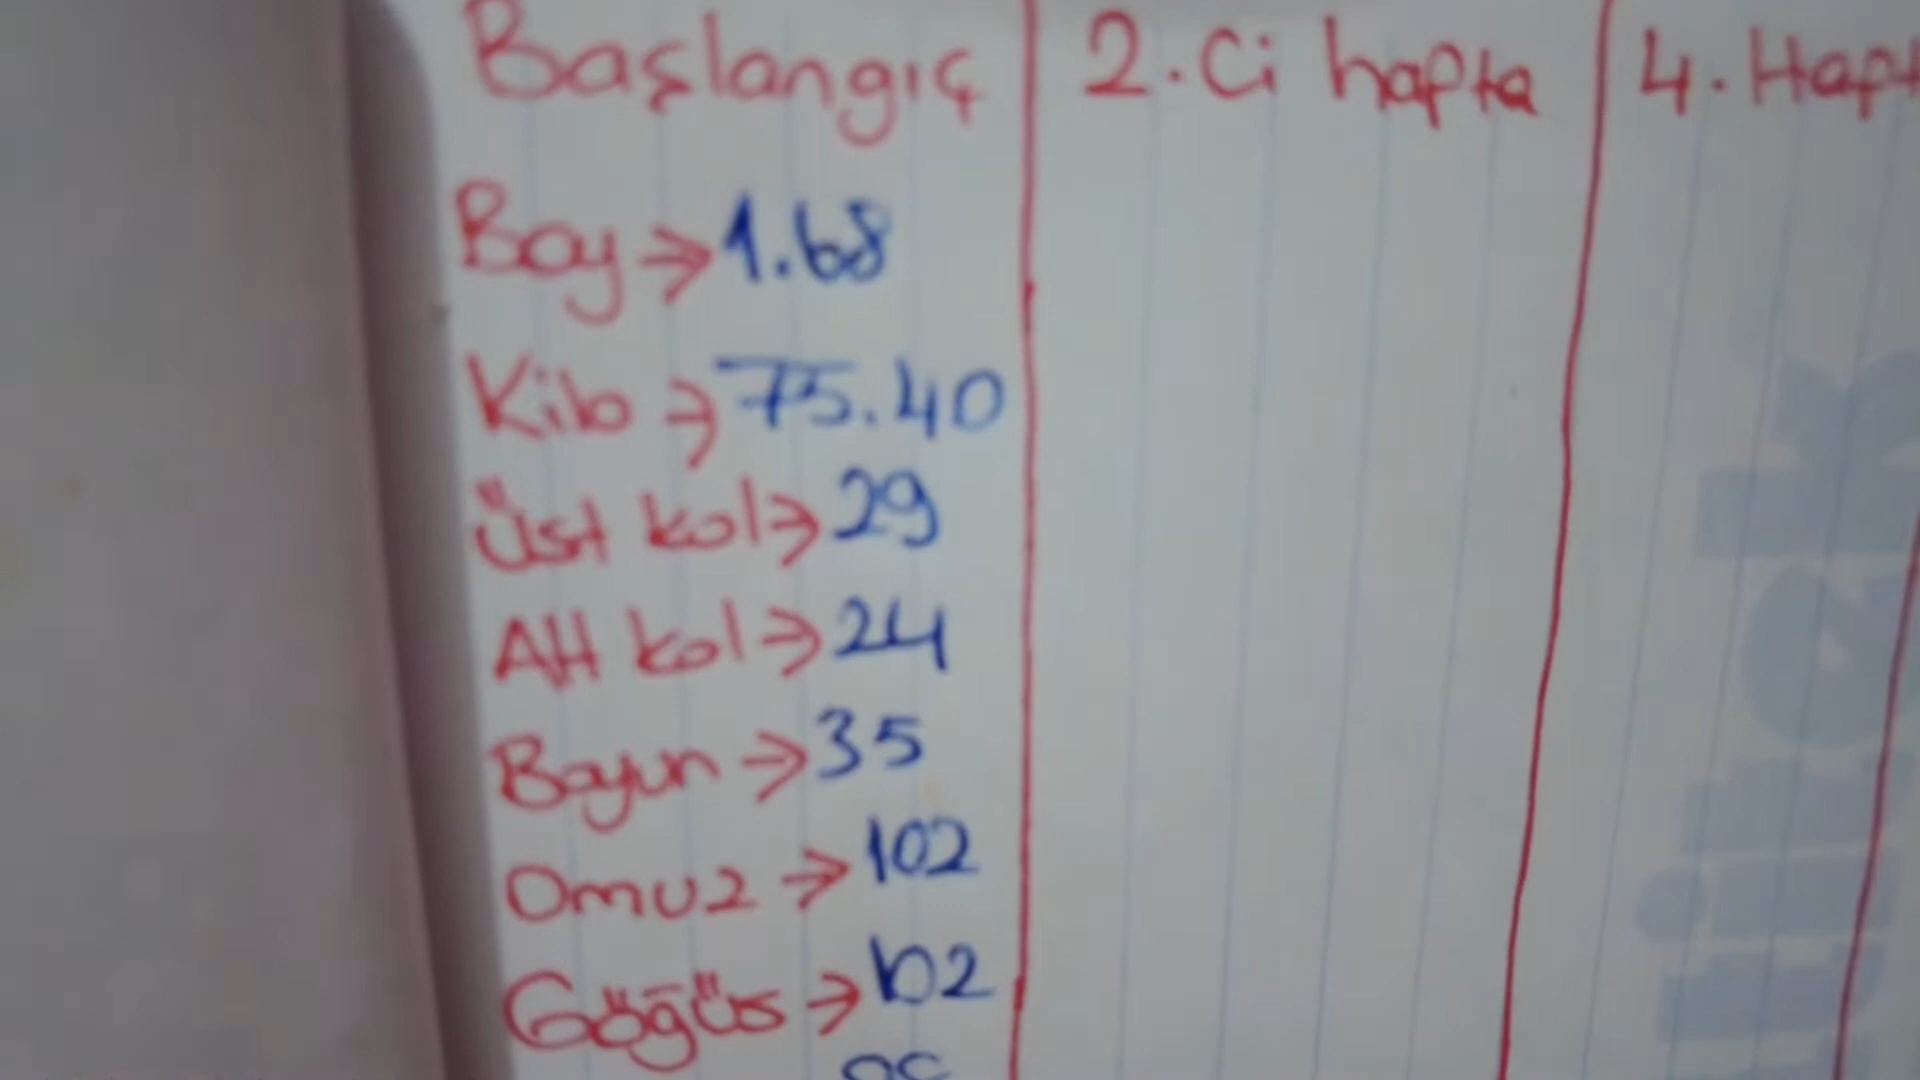 Başlangıç
Boy → 1.68
Kilo → 75.40
Üst kol → 29
Alt kol → 24
Boyun → 35
Omuz → 102
Göğüs → 102
2.Ci hafta
4. Haft